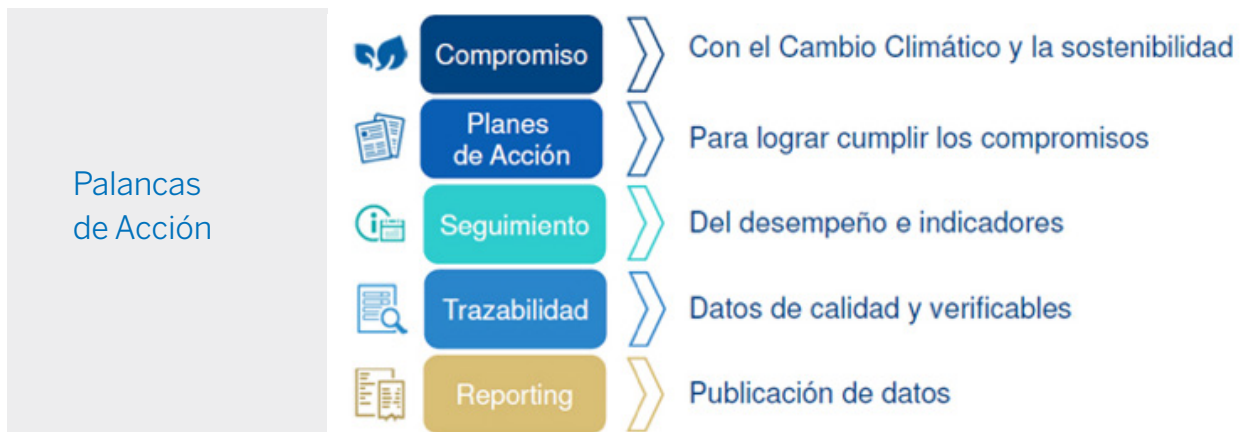 Palancas
de Acción
Compromiso
Con el Cambio Climático y la sostenibilidad
Planes
de Acción
Para lograr cumplir los compromisos
Seguimiento
Del desempeño e indicadores
Trazabilidad
Datos de calidad y verificables
Reporting
Publicación de datos